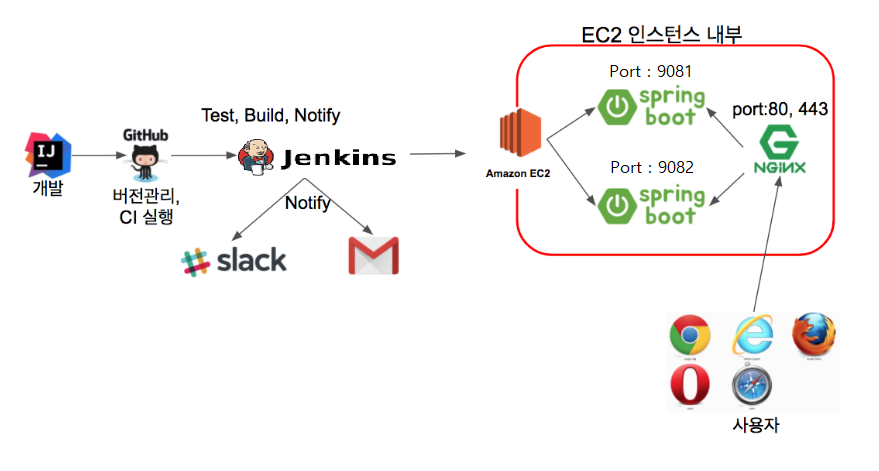 EC2 인스턴스 내부
Port : 9081
spring
boot
port:80, 443
NGiNX
Test, Build, Notify
GitHub
IJ
개발
버전관리,
CI 실행
Jenkins
Amazon EC2
Port : 9082
spring
boot
Notify
slack
사용자